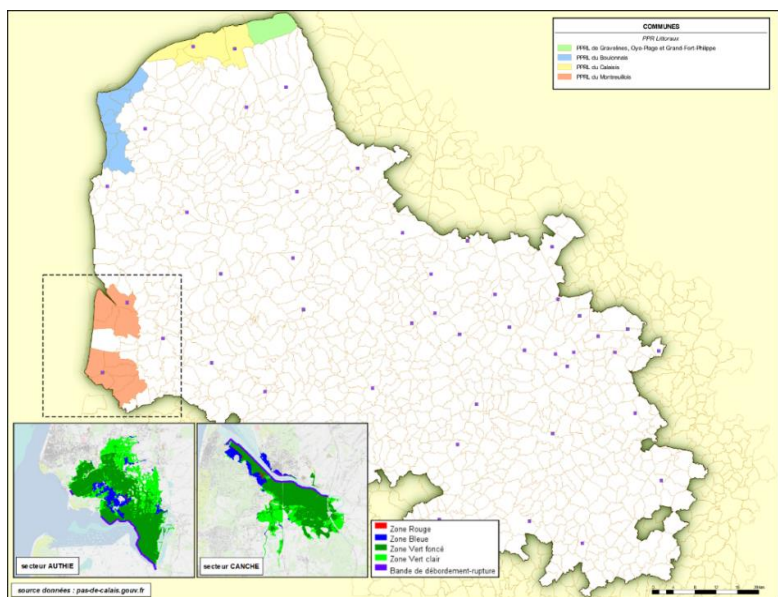 COMMUNES
PPR Littoraux
PPRL de Gravelines, Oye-Plage et Grand-Fort-Philippe
PPRL du Boulonnais
PPRL du Calaisis
PPRL du Montreuillois
secteur AUTHIE
secteur CANCHE
Zone Rouge
Zone Bleue
Zone Vert foncé
Zone Vert clair
Bande de débordement-rupture
source données : pas-de-calais.gouv.fr